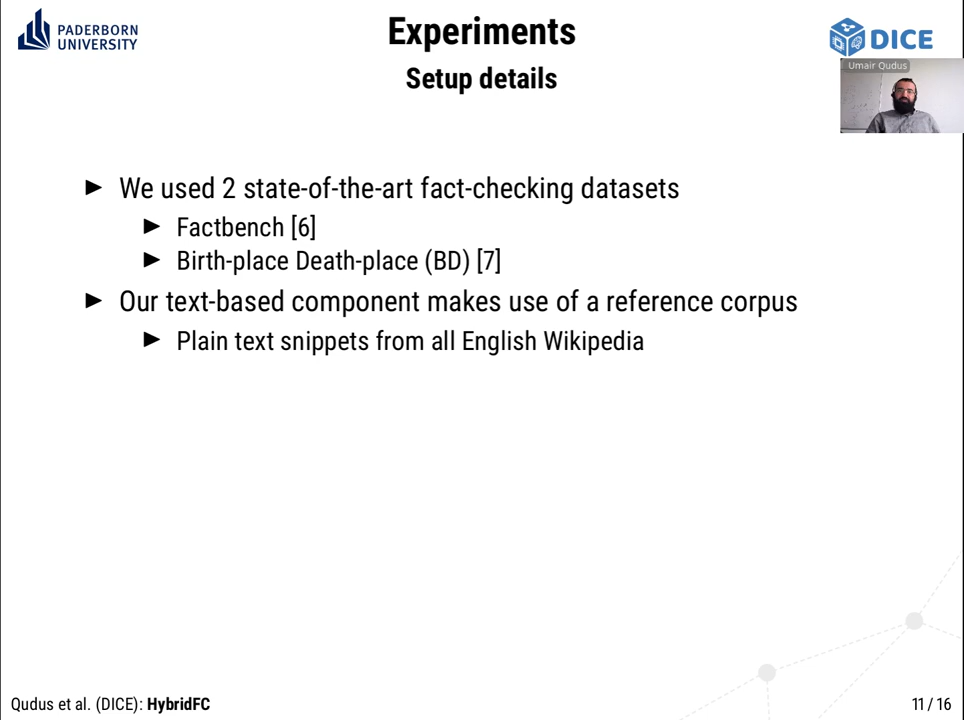 PADERBORN
UNIVERSITY
Experiments
Setup details
DICE
Umair Qudus
► We used 2 state-of-the-art fact-checking datasets
► Factbench [6]
► Birth-place Death-place (BD) [7]
► Our text-based component makes use of a reference corpus
► Plain text snippets from all English Wikipedia
Qudus et al. (DICE): HybridFC
11 / 16